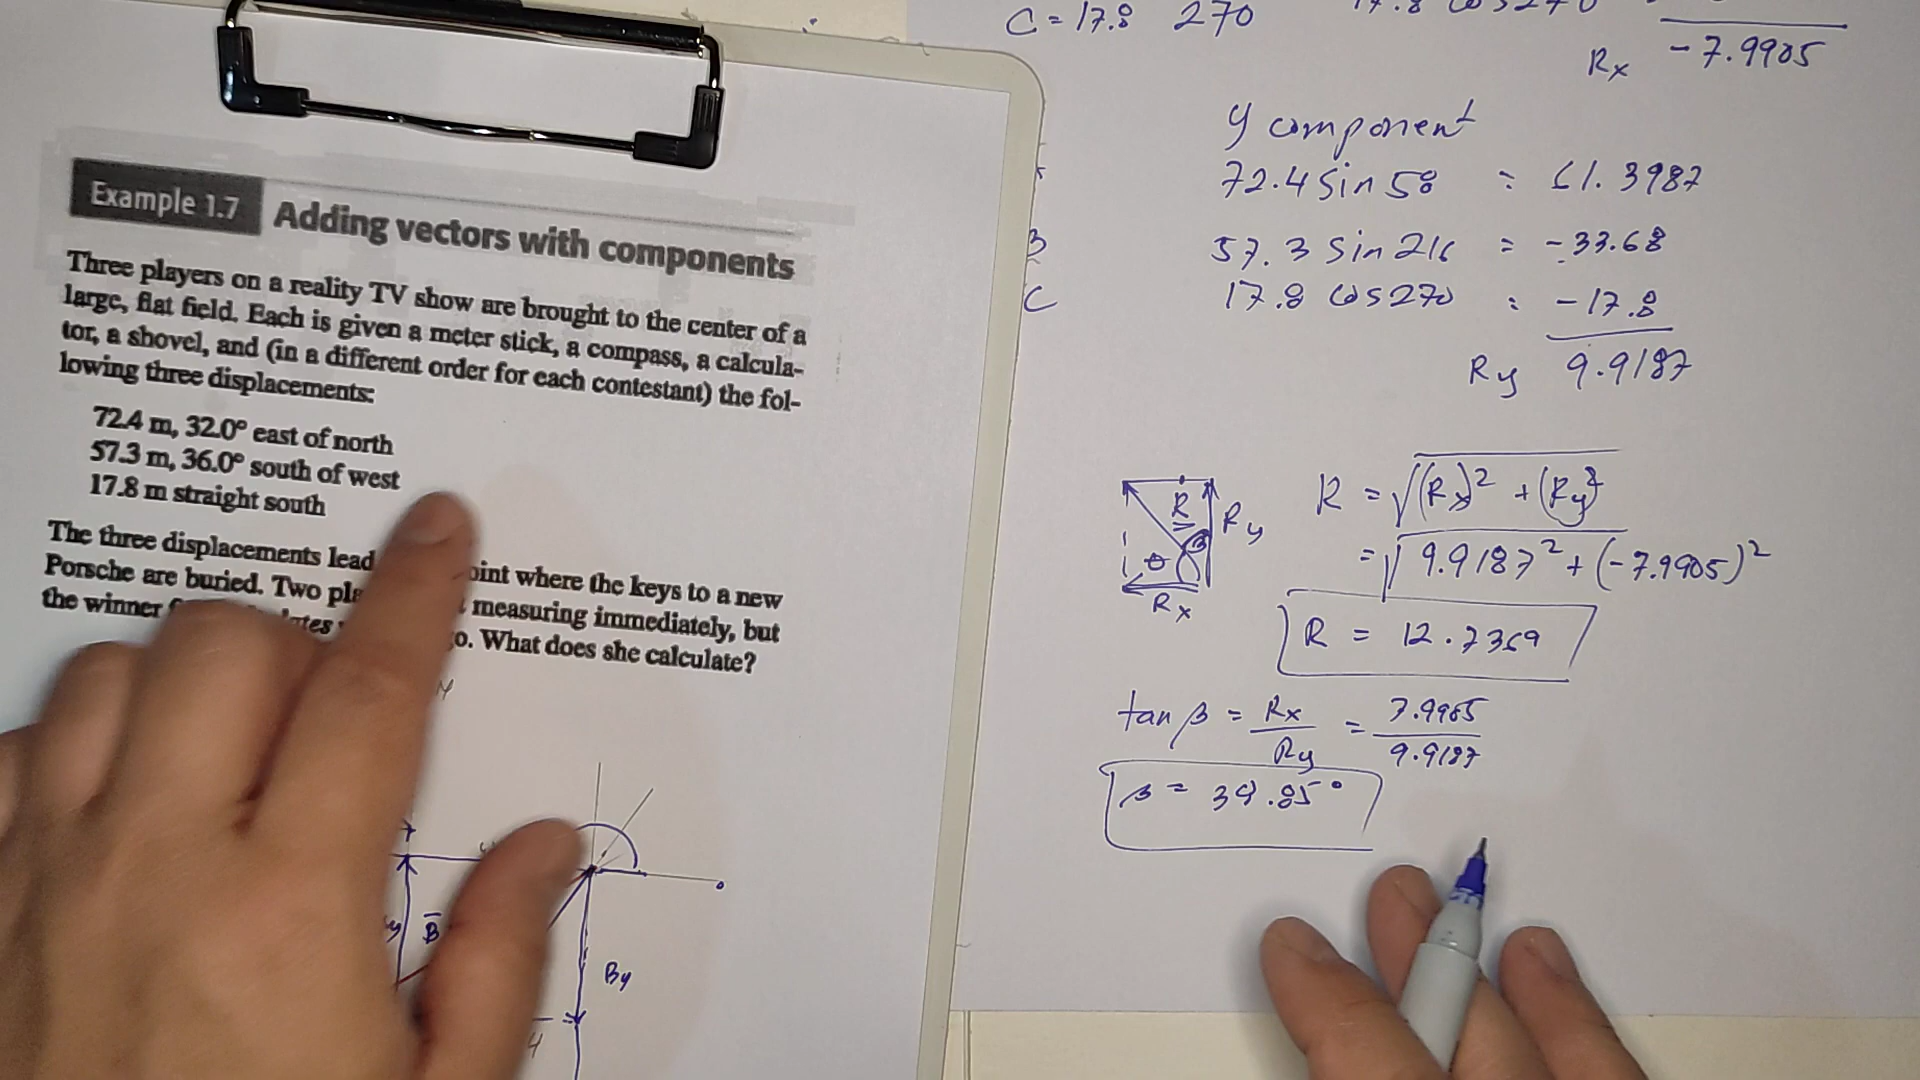 Example 1.7 Adding vectors with components
Three players on a reality TV show are brought to the center of a
large, flat field. Each is given a meter stick, a compass, a calcula-
tor, a shovel, and (in a different order for each contestant) the fol-
lowing three displacements:
72.4 m, 32.0° east of north
57.3 m, 36.0° south of west
17.8 m straight south
The three displacements lead point where the keys to a new
Porsche are buried. Two measuring immediately, but
the winner What does she calculate?
B
By
C = 17.8 270
Rx -7.9905
y component
72.4 sin 58 = 61.3987
B 57.3 sin 216 = -33.68
C 17.8 cos 270 = -17.8
Ry 9.9187
R Ry
θ
Rx
R = √(Rx)² + (Ry)²
= √9.9187² + (-7.9905)²
R = 12.7369
tan β = Rx/Ry = 7.9905/9.9187
β = 38.85°